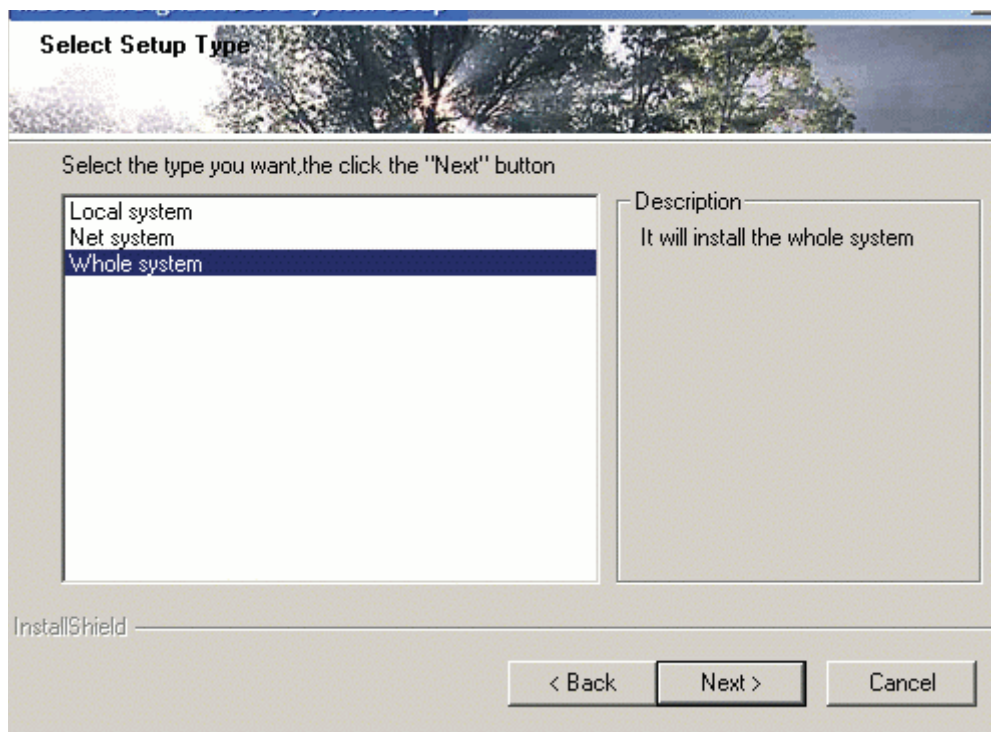 Select Setup Type
Select the type you want,the click the "Next" button
Local system
Net system
Whole system
Description
It will install the whole system
InstallShield
< Back
Next >
Cancel